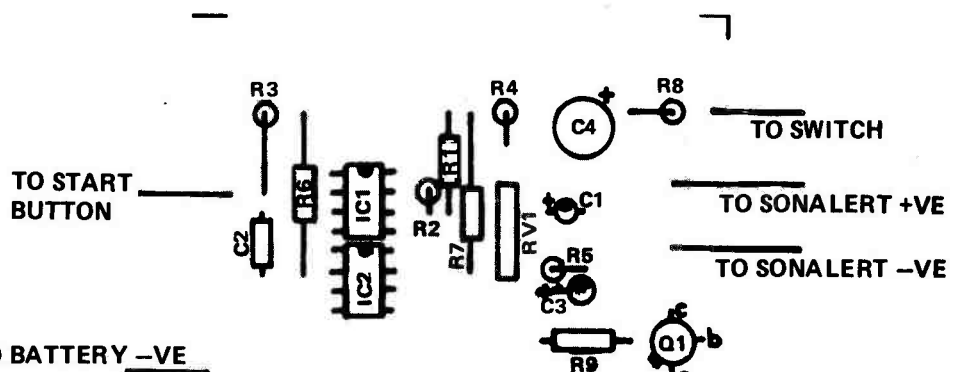 R3
R4
R8
+
C4
TO SWITCH
R1
TO START
BUTTON
R6
IC1
R2
+
C1
TO SONALERT +VE
C2
R7
RV1
IC2
R5
TO SONALERT –VE
C3
c
Q1
b
R9
BATTERY –VE